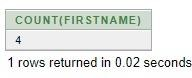 COUNT(FIRSTNAME)
4
1 rows returned in 0.02 seconds